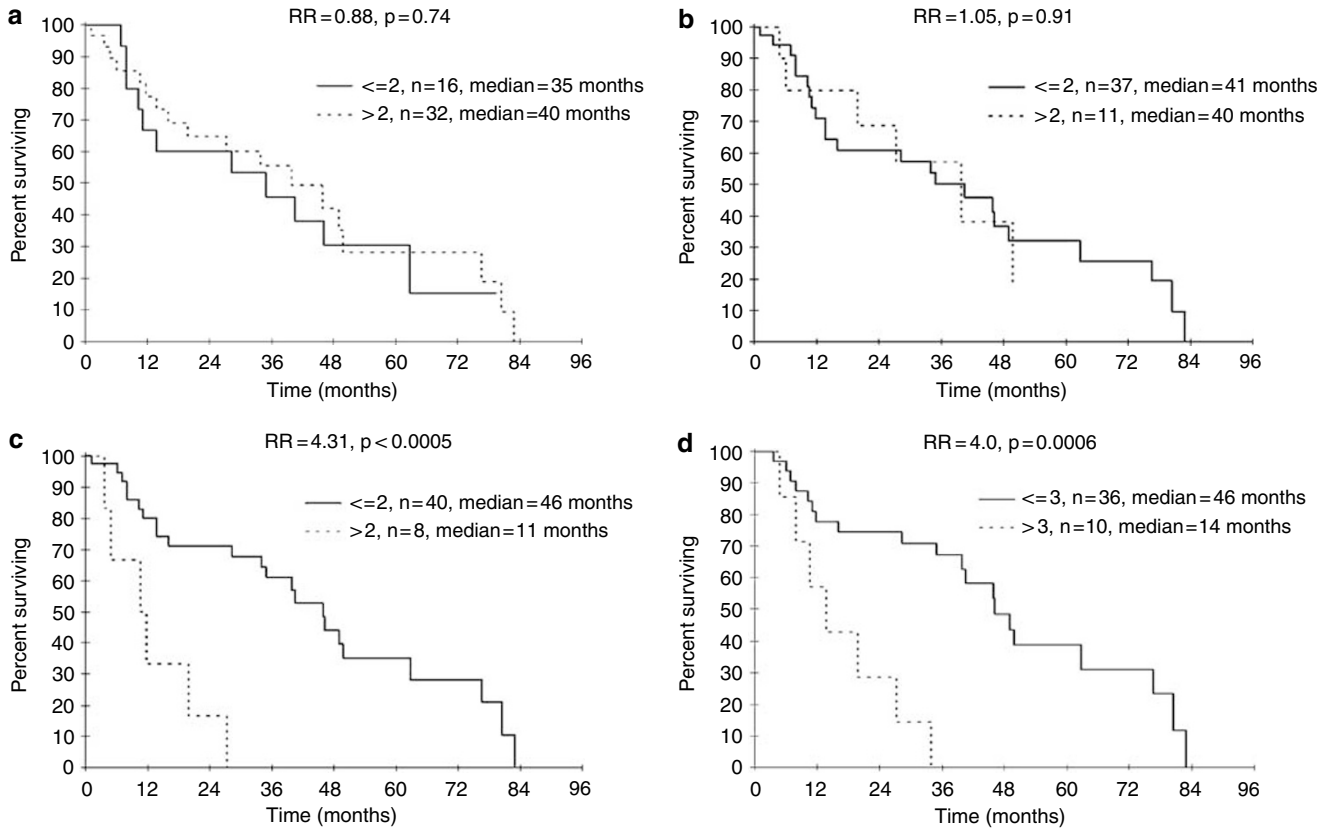 a
RR=0.88, p=0.74
100
90
80
70
60
50
40
30
20
10
0
Percent surviving
<=2, n=16, median=35 months
>2, n=32, median=40 months
0 12 24 36 48 60 72 84 96
Time (months)
b
RR=1.05, p=0.91
100
90
80
70
60
50
40
30
20
10
0
Percent surviving
<=2, n=37, median=41 months
>2, n=11, median=40 months
0 12 24 36 48 60 72 84 96
Time (months)
c
RR=4.31, p<0.0005
100
90
80
70
60
50
40
30
20
10
0
Percent surviving
<=2, n=40, median=46 months
>2, n=8, median=11 months
0 12 24 36 48 60 72 84 96
Time (months)
d
RR=4.0, p=0.0006
100
90
80
70
60
50
40
30
20
10
0
Percent surviving
<=3, n=36, median=46 months
>3, n=10, median=14 months
0 12 24 36 48 60 72 84 96
Time (months)